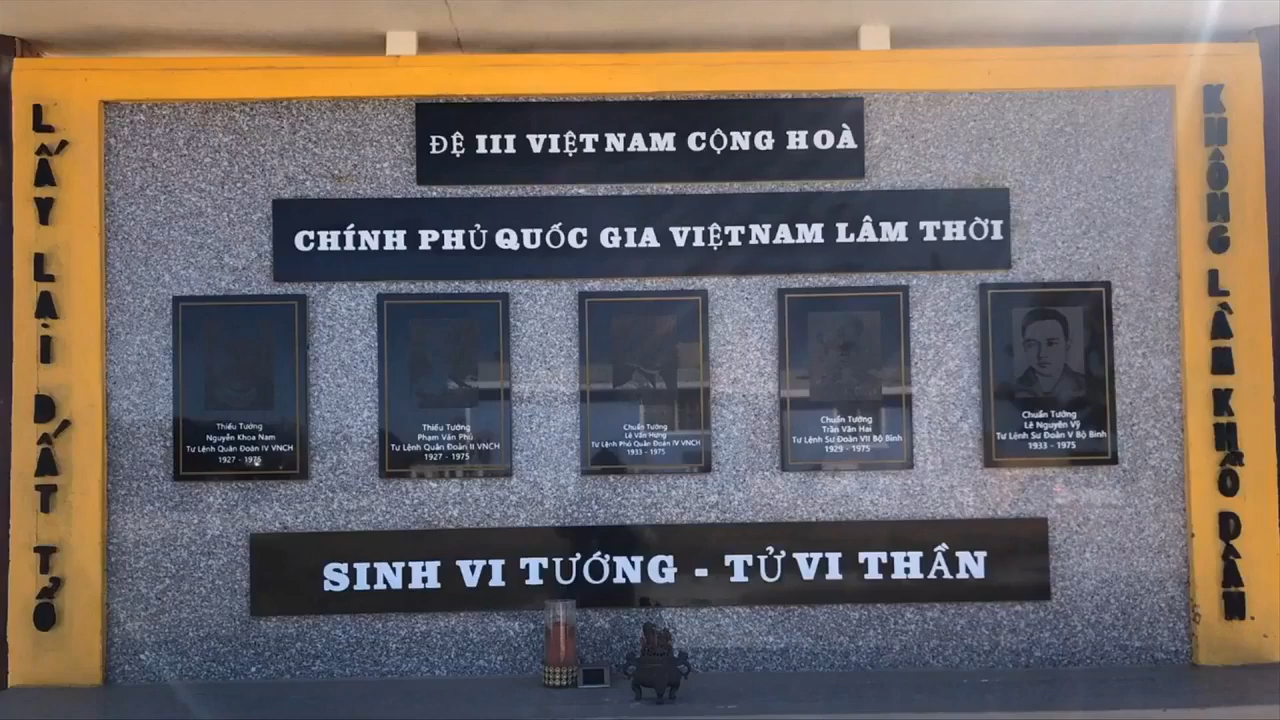 ĐỆ III VIỆT NAM CỘNG HOÀ
CHÍNH PHỦ QUỐC GIA VIỆT NAM LÂM THỜI
LẤY LẠI ĐẤT TỔ
Thiếu Tướng
Nguyễn Khoa Nam
Tư Lệnh Quân Đoàn IV VNCH
1927 - 1975
Thiếu Tướng
Phạm Văn Phú
Tư Lệnh Quân Đoàn II VNCH
1927 - 1975
Chuẩn Tướng
Lê Văn Hưng
Tư Lệnh Phó Quân Đoàn IV VNCH
1933 - 1975
Chuẩn Tướng
Trần Văn Hai
Tư Lệnh Sư Đoàn VII Bộ Binh
1929 - 1975
Chuẩn Tướng
Lê Nguyên Vỹ
Tư Lệnh Sư Đoàn V Bộ Binh
1933 - 1975
KHÔNG LÀM KHỔ DÂN
SINH VI TƯỚNG - TỬ VI THẦN